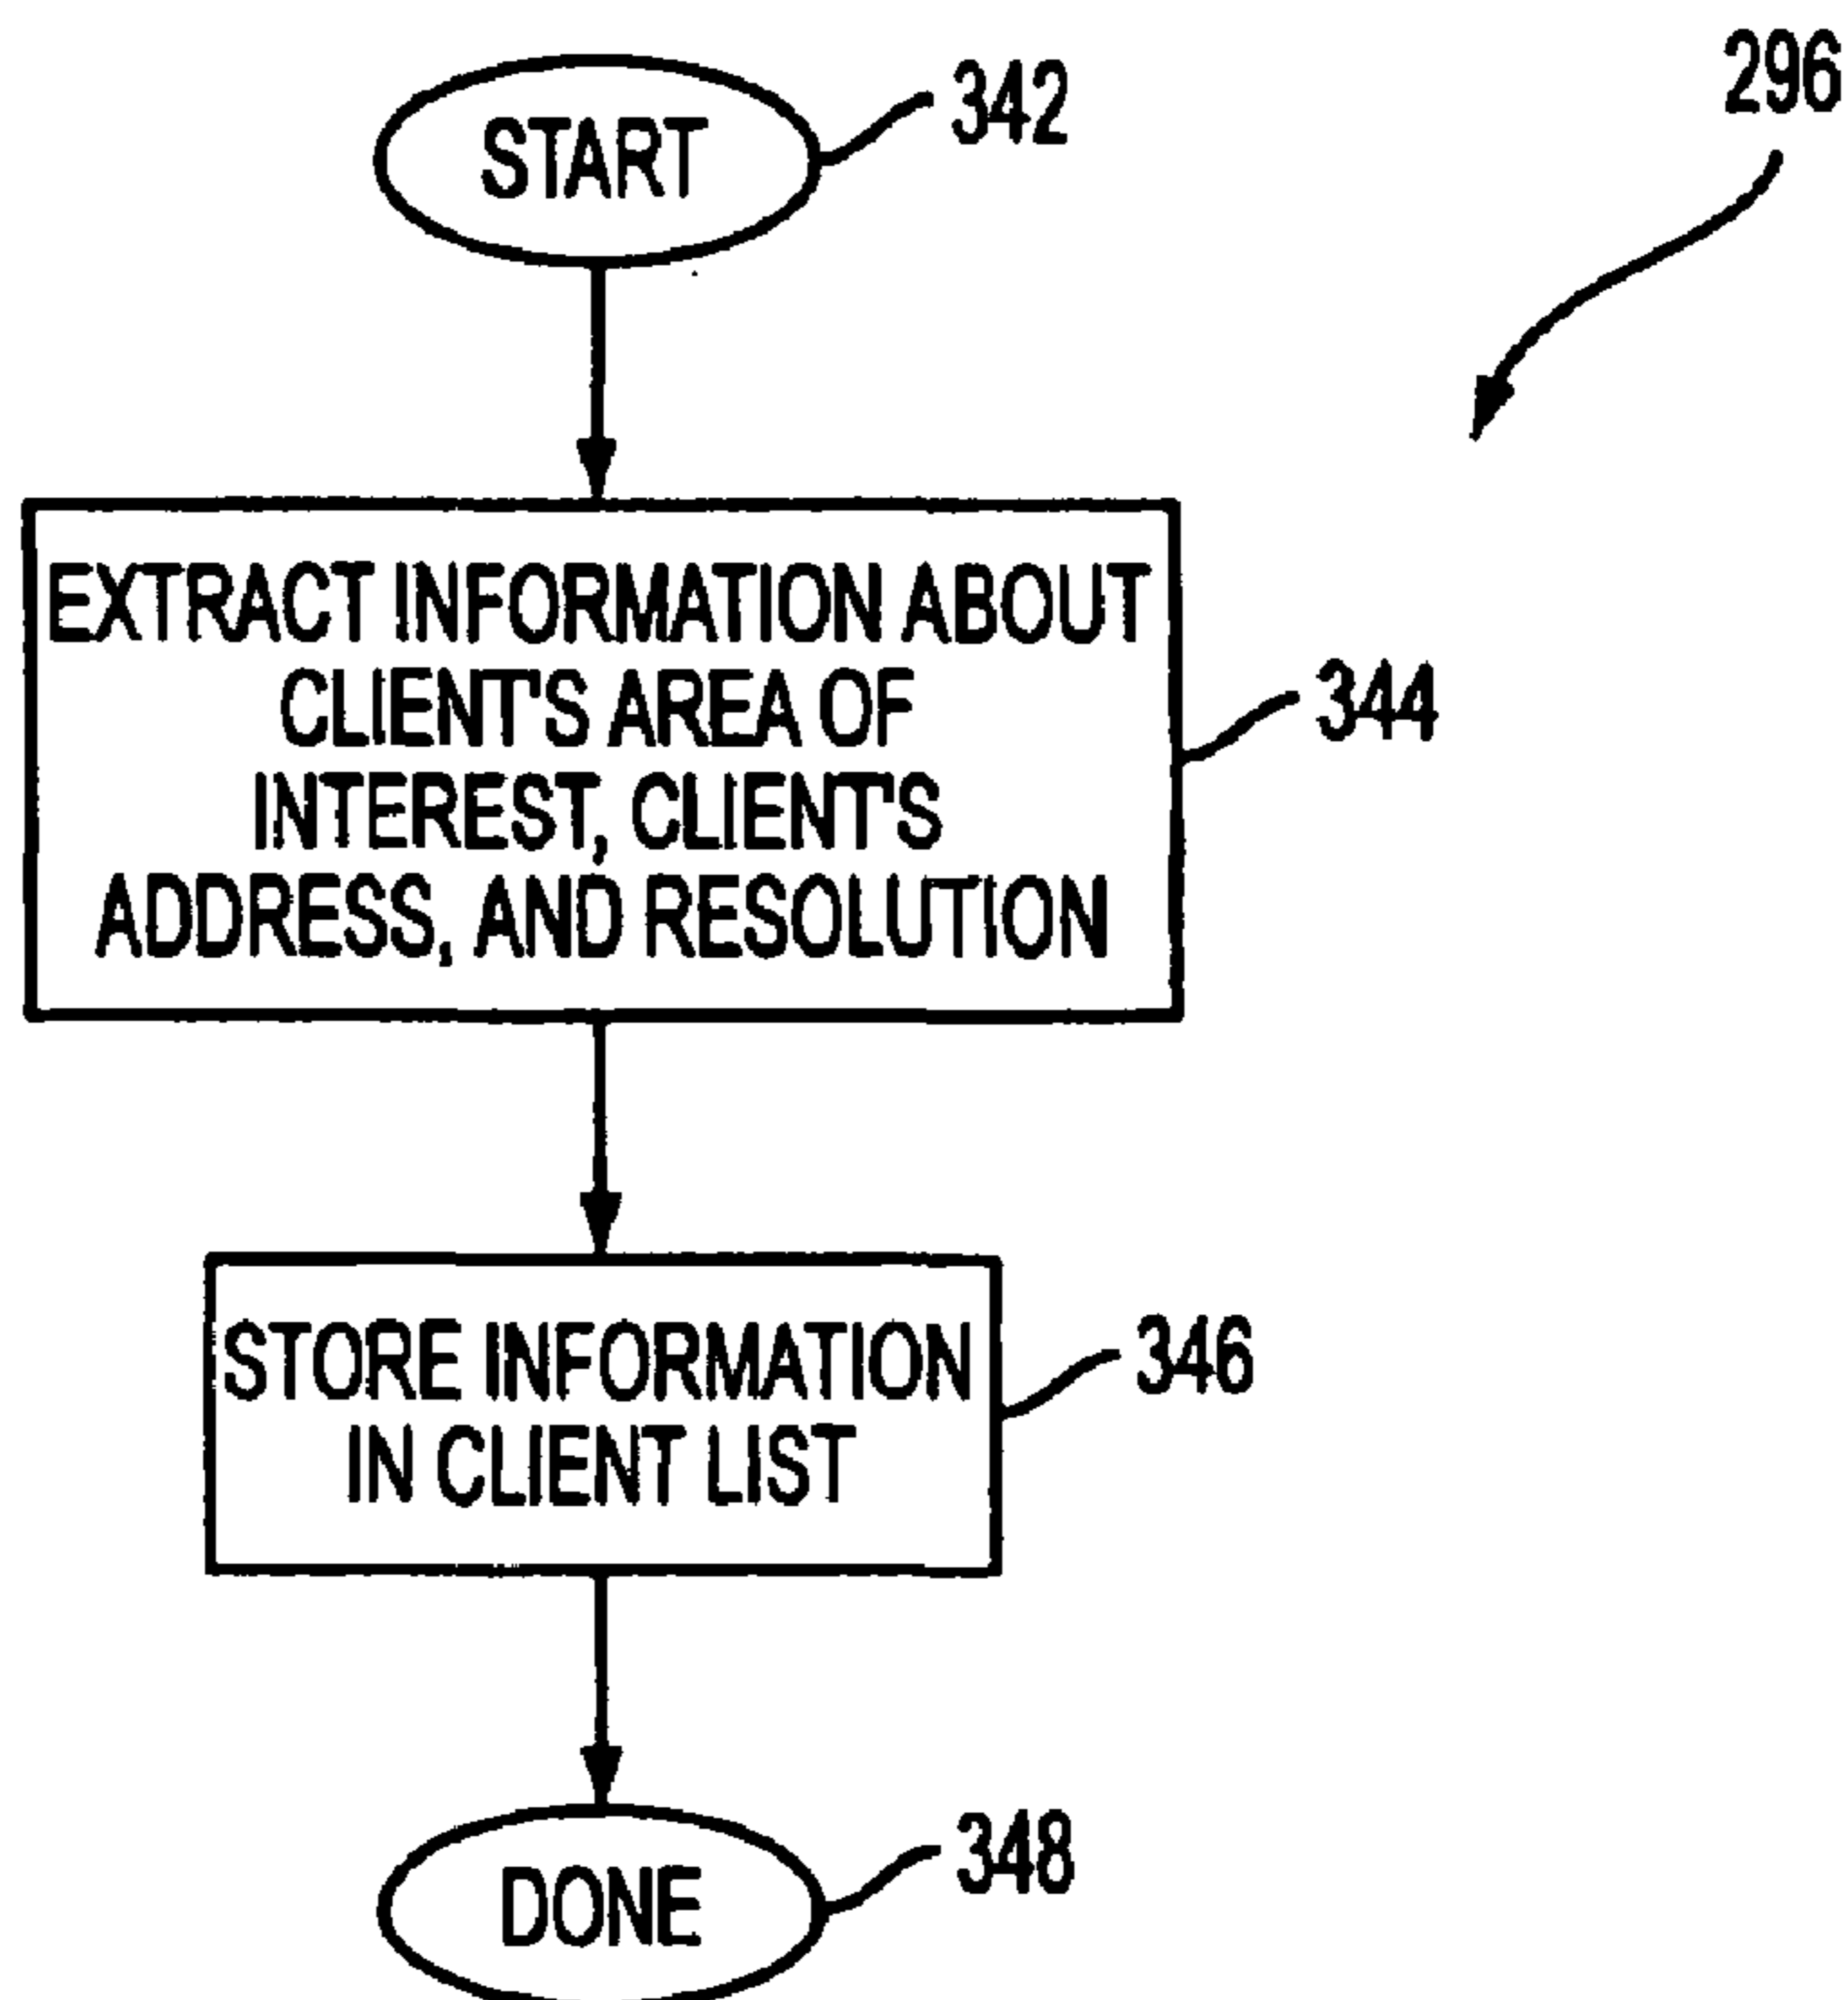 296
START
342
EXTRACT INFORMATION ABOUT
CLIENT'S AREA OF
INTEREST, CLIENT'S
ADDRESS, AND RESOLUTION
344
STORE INFORMATION
IN CLIENT LIST
346
DONE
348